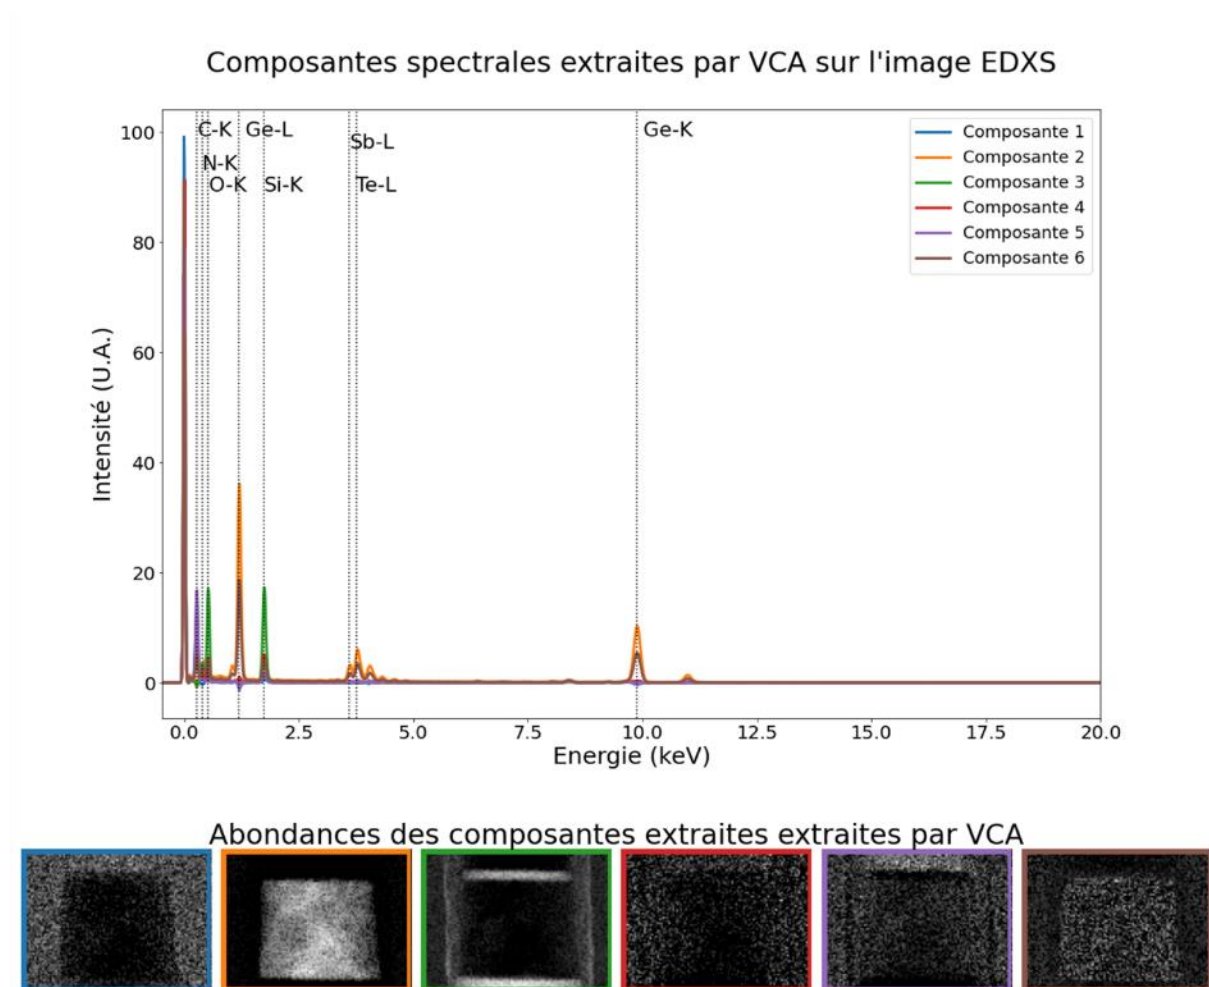 Composantes spectrales extraites par VCA sur l'image EDXS
100
80
60
40
20
0
Intensité (U.A.)
C-K
Ge-L
N-K
O-K
Si-K
Sb-L
Te-L
Ge-K
Composante 1
Composante 2
Composante 3
Composante 4
Composante 5
Composante 6
0.0 2.5 5.0 7.5 10.0 12.5 15.0 17.5 20.0
Energie (keV)
Abondances des composantes extraites extraites par VCA